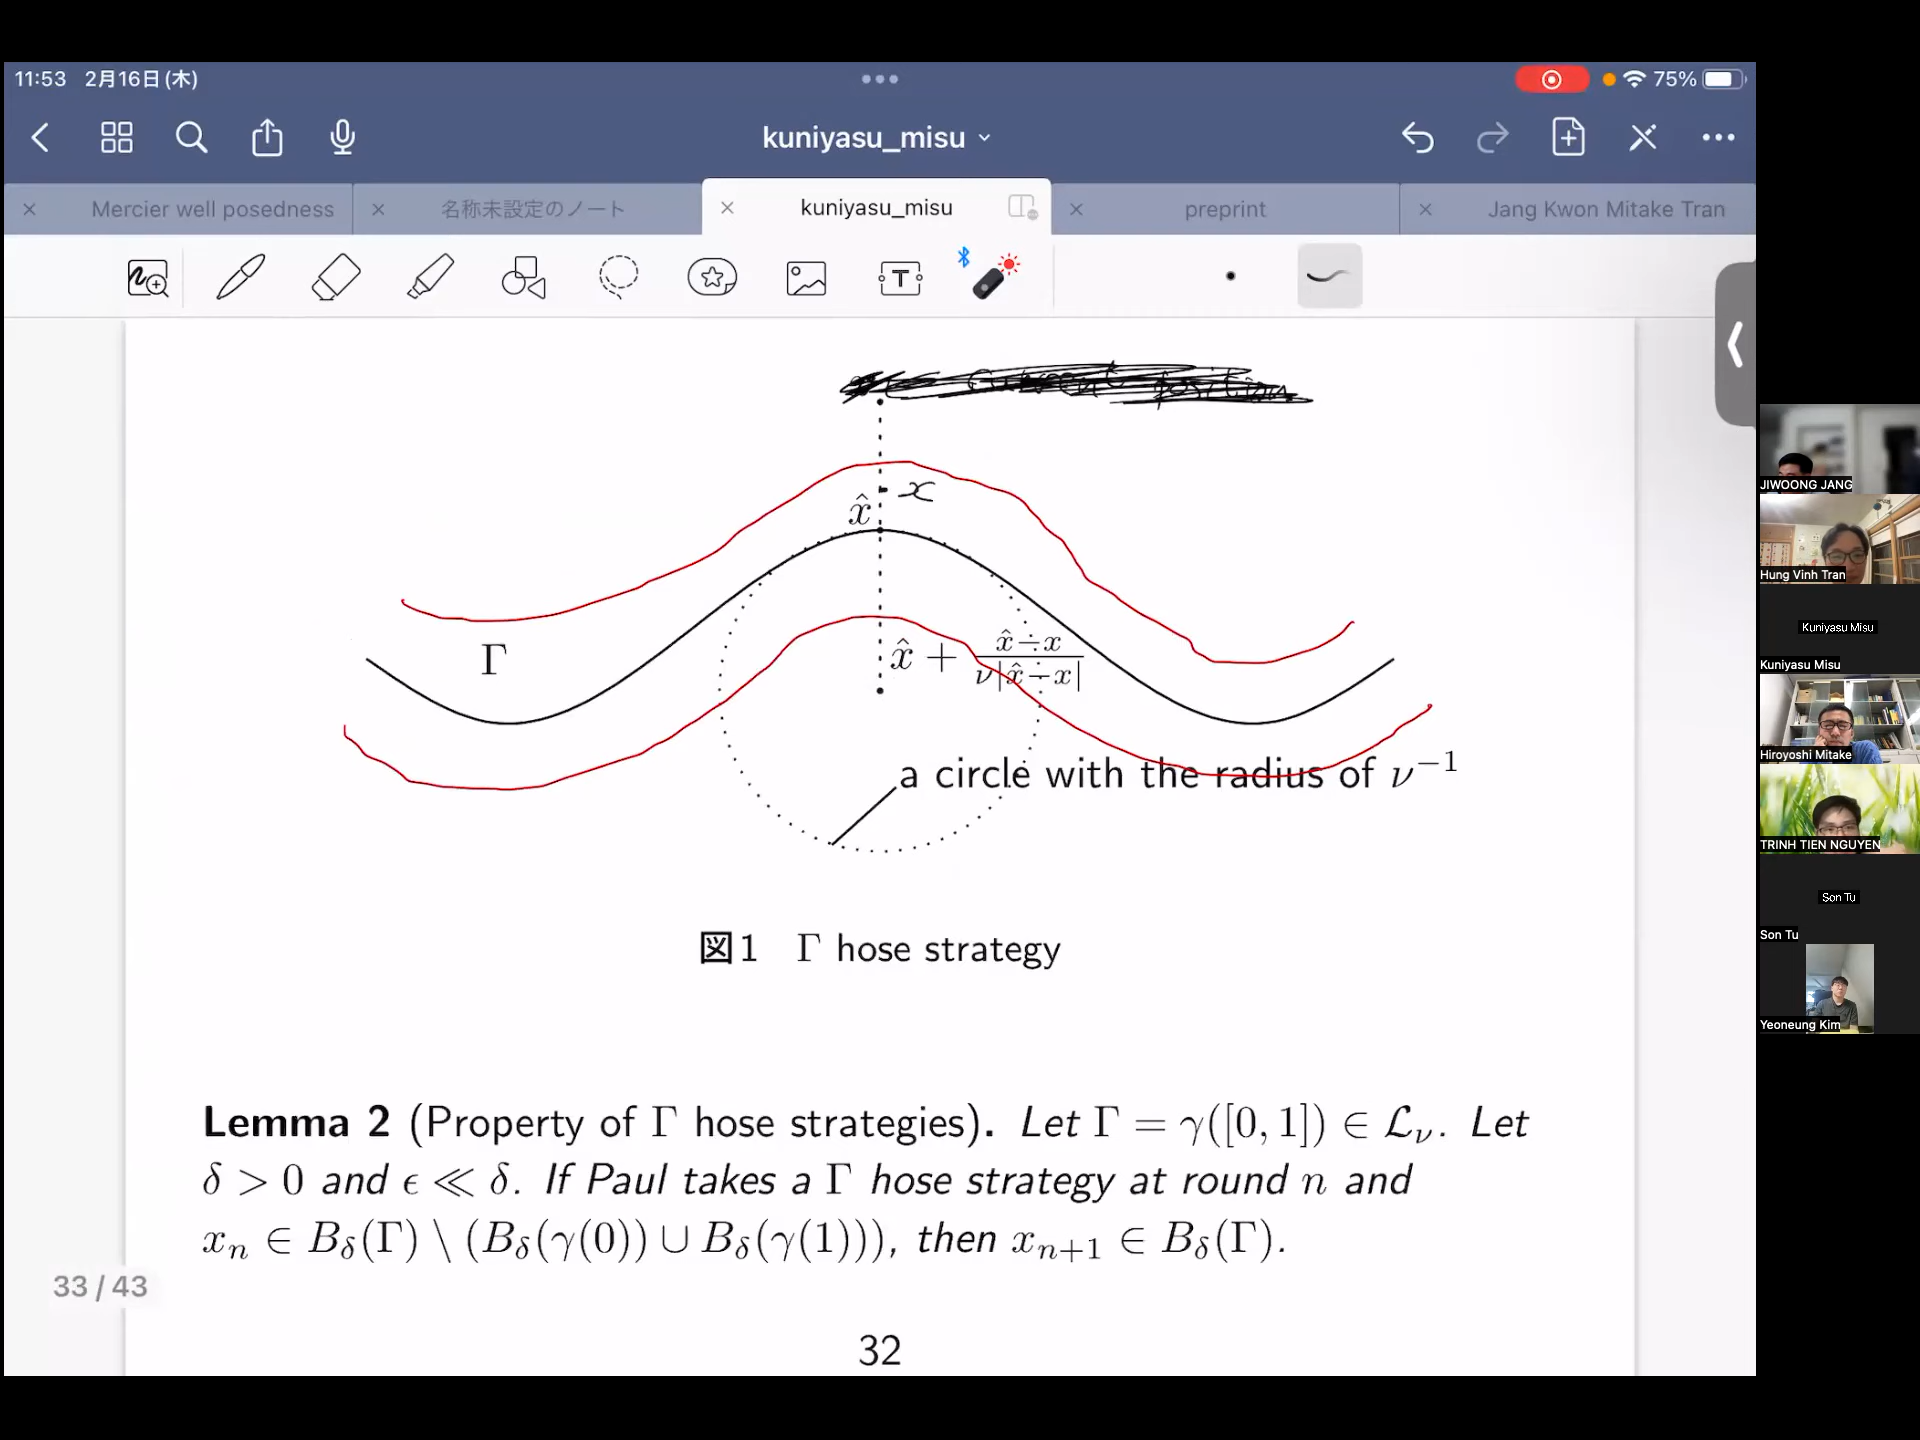 11:53 2月16日(木)
75%
kuniyasu_misu
Mercier well posedness
名称未設定のノート
kuniyasu_misu
preprint
Jang Kwon Mitake Tran
T
current position
x
x̂
Γ
x̂ + (x̂ − x) / (ν|x̂ − x|)
a circle with the radius of ν⁻¹
図1 Γ hose strategy
Lemma 2 (Property of Γ hose strategies). Let Γ = γ([0, 1]) ∈ ℒ_ν. Let
δ > 0 and ϵ ≪ δ. If Paul takes a Γ hose strategy at round n and
x_n ∈ B_δ(Γ) \ (B_δ(γ(0)) ∪ B_δ(γ(1))), then x_{n+1} ∈ B_δ(Γ).
33 / 43
32
JIWOONG JANG
Hung Vinh Tran
Kuniyasu Misu
Kuniyasu Misu
Hiroyoshi Mitake
TRINH TIEN NGUYEN
Son Tu
Son Tu
Yeoneung Kim